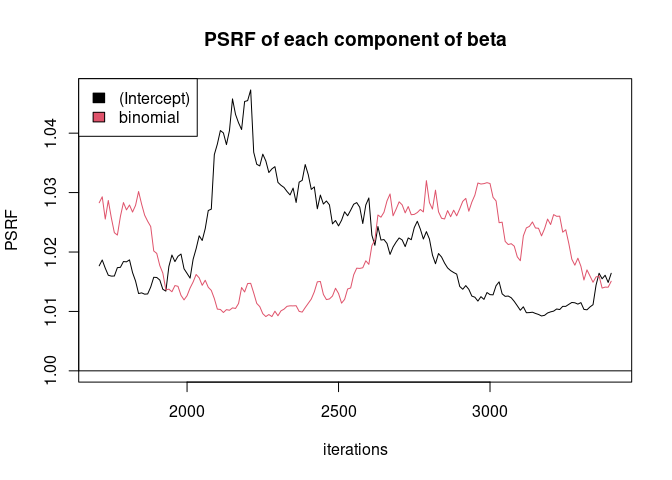 PSRF of each component of beta
(Intercept)
binomial
PSRF
1.04
1.03
1.02
1.01
1.00
2000 2500 3000
iterations